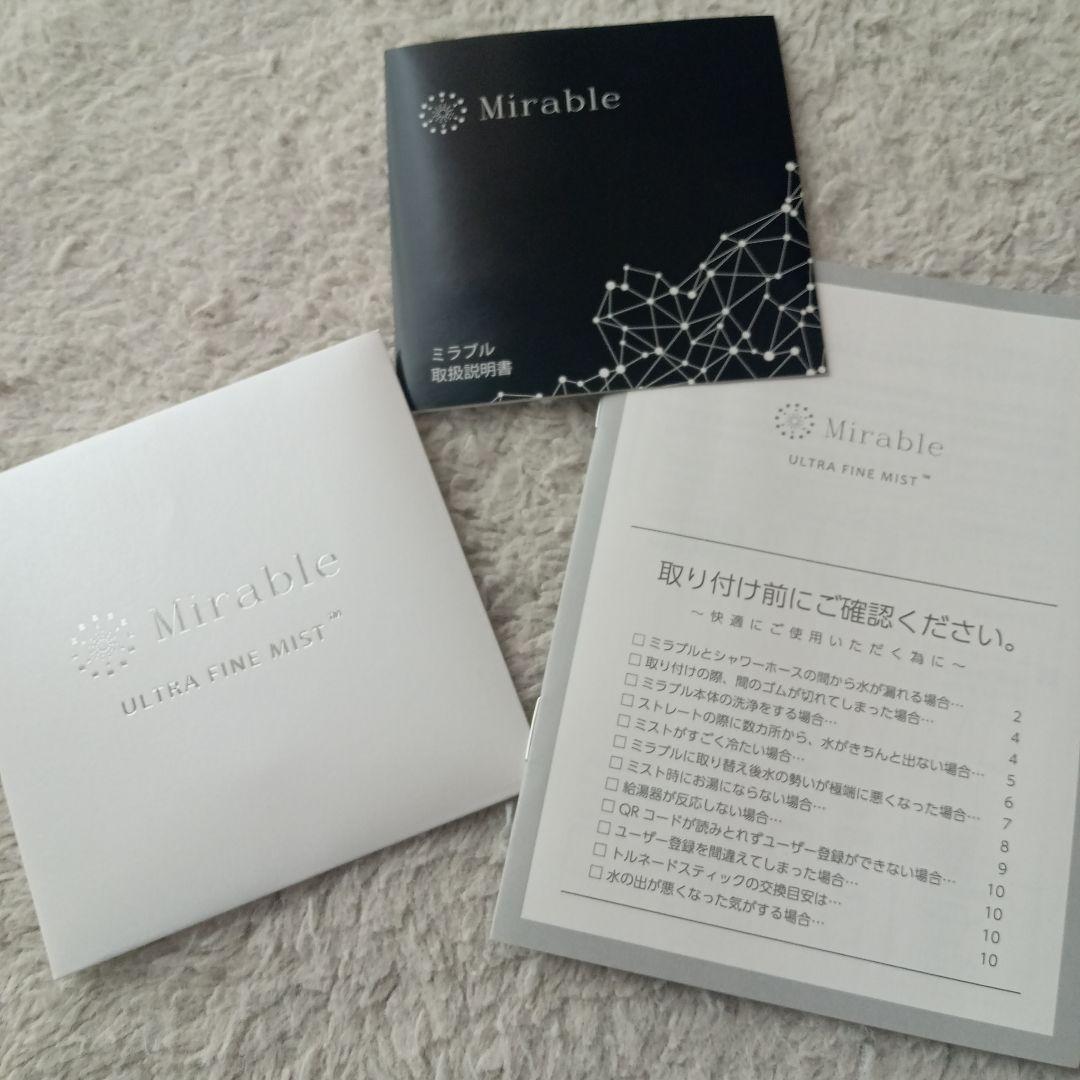 Mirable
ミラブル
取扱説明書
Mirable
ULTRA FINE MIST™
Mirable
ULTRA FINE MIST™
取り付け前にご確認ください。
～快適にご使用いただく為に～
□ ミラブルとシャワーホースの間から水が漏れる場合… 2
□ 取り付けの際、間のゴムが切れてしまった場合… 4
□ ミラブル本体の洗浄をする場合… 4
□ ストレートの際に数カ所から、水がきちんと出ない場合… 5
□ ミストがすごく冷たい場合… 6
□ ミラブルに取り替え後水の勢いが極端に悪くなった場合… 7
□ ミスト時にお湯にならない場合… 8
□ 給湯器が反応しない場合… 9
□ QRコードが読みとれずユーザー登録ができない場合… 10
□ ユーザー登録を間違えてしまった場合… 10
□ トルネードスティックの交換目安は… 10
□ 水の出が悪くなった気がする場合… 10